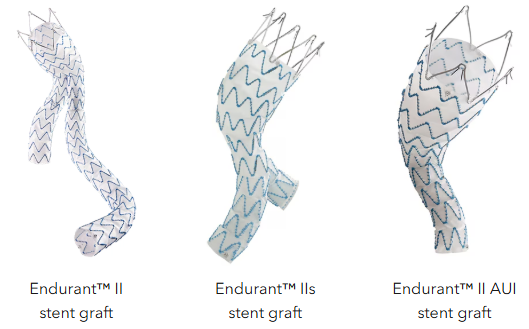 Endurant™ II
stent graft
Endurant™ IIs
stent graft
Endurant™ II AUI
stent graft